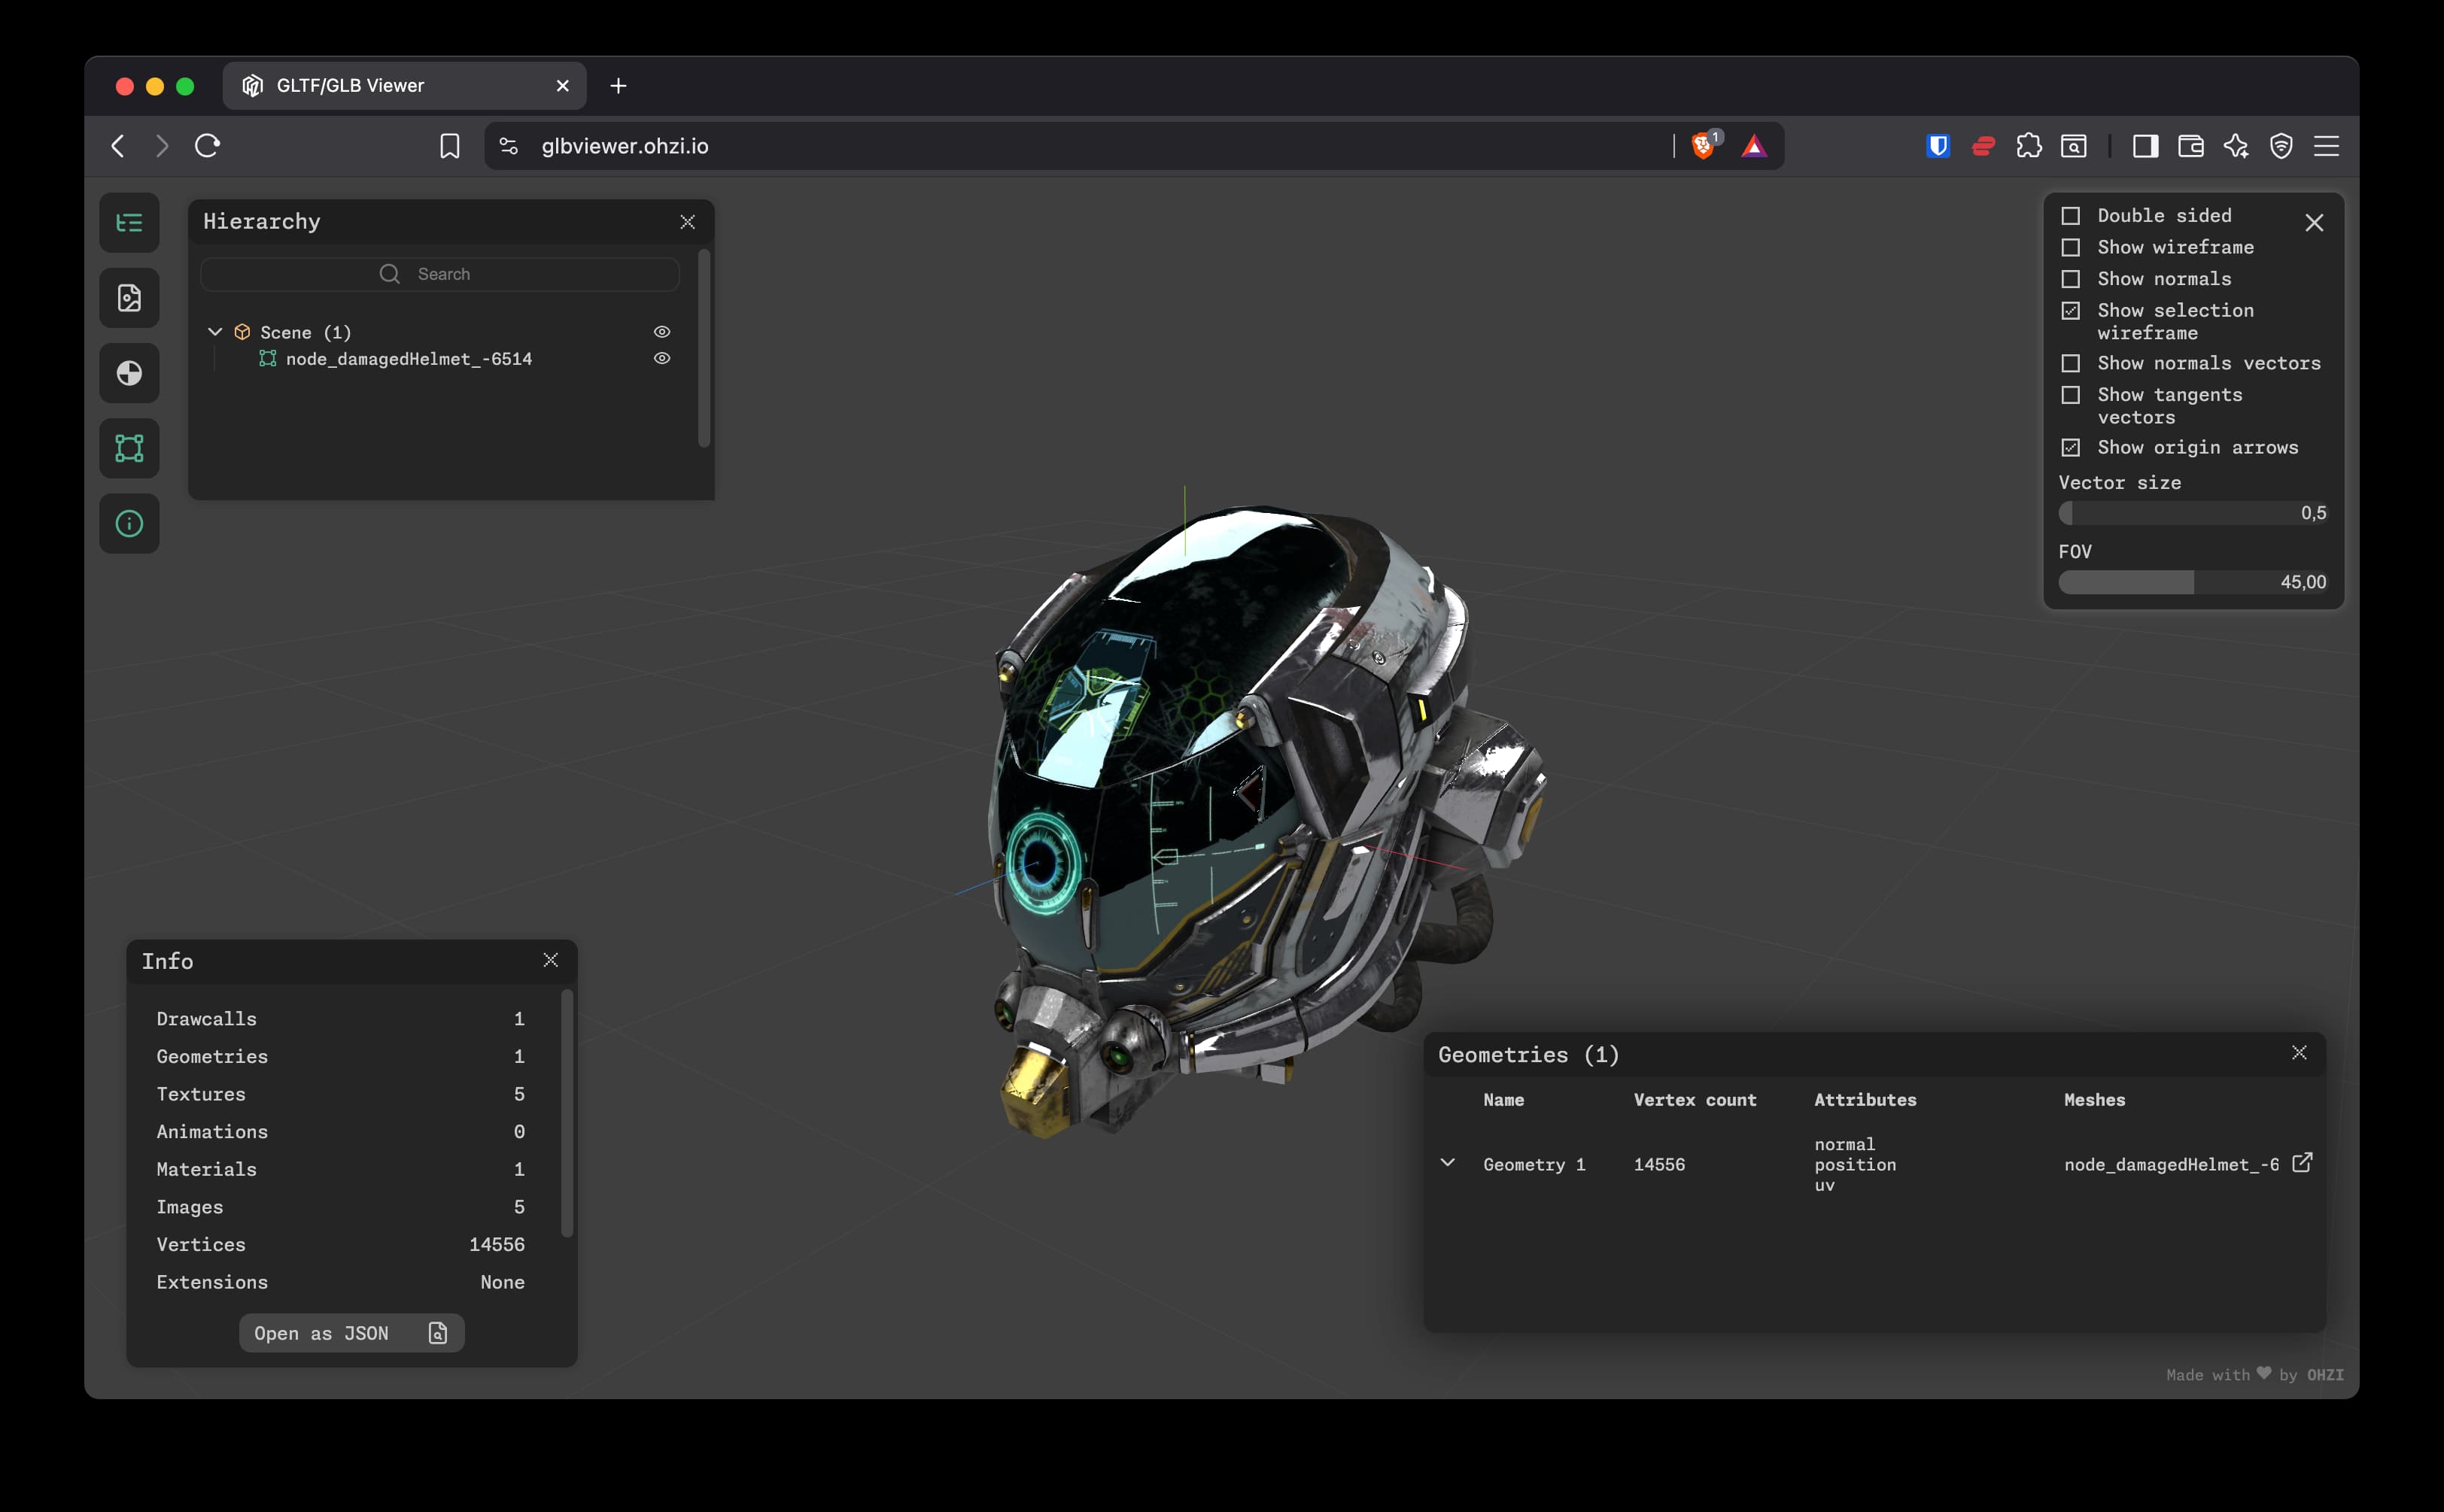 GLTF/GLB Viewer
glbviewer.ohzi.io
1
Hierarchy
Search
Scene (1)
node_damagedHelmet_-6514
Double sided
Show wireframe
Show normals
Show selection
wireframe
Show normals vectors
Show tangents
vectors
Show origin arrows
Vector size
0,5
FOV
45,00
Info
Drawcalls 1
Geometries 1
Textures 5
Animations 0
Materials 1
Images 5
Vertices 14556
Extensions None
Open as JSON
Geometries (1)
Name Vertex count Attributes Meshes
normal
Geometry 1 14556 position node_damagedHelmet_-6
uv
Made with ♥ by OHZI